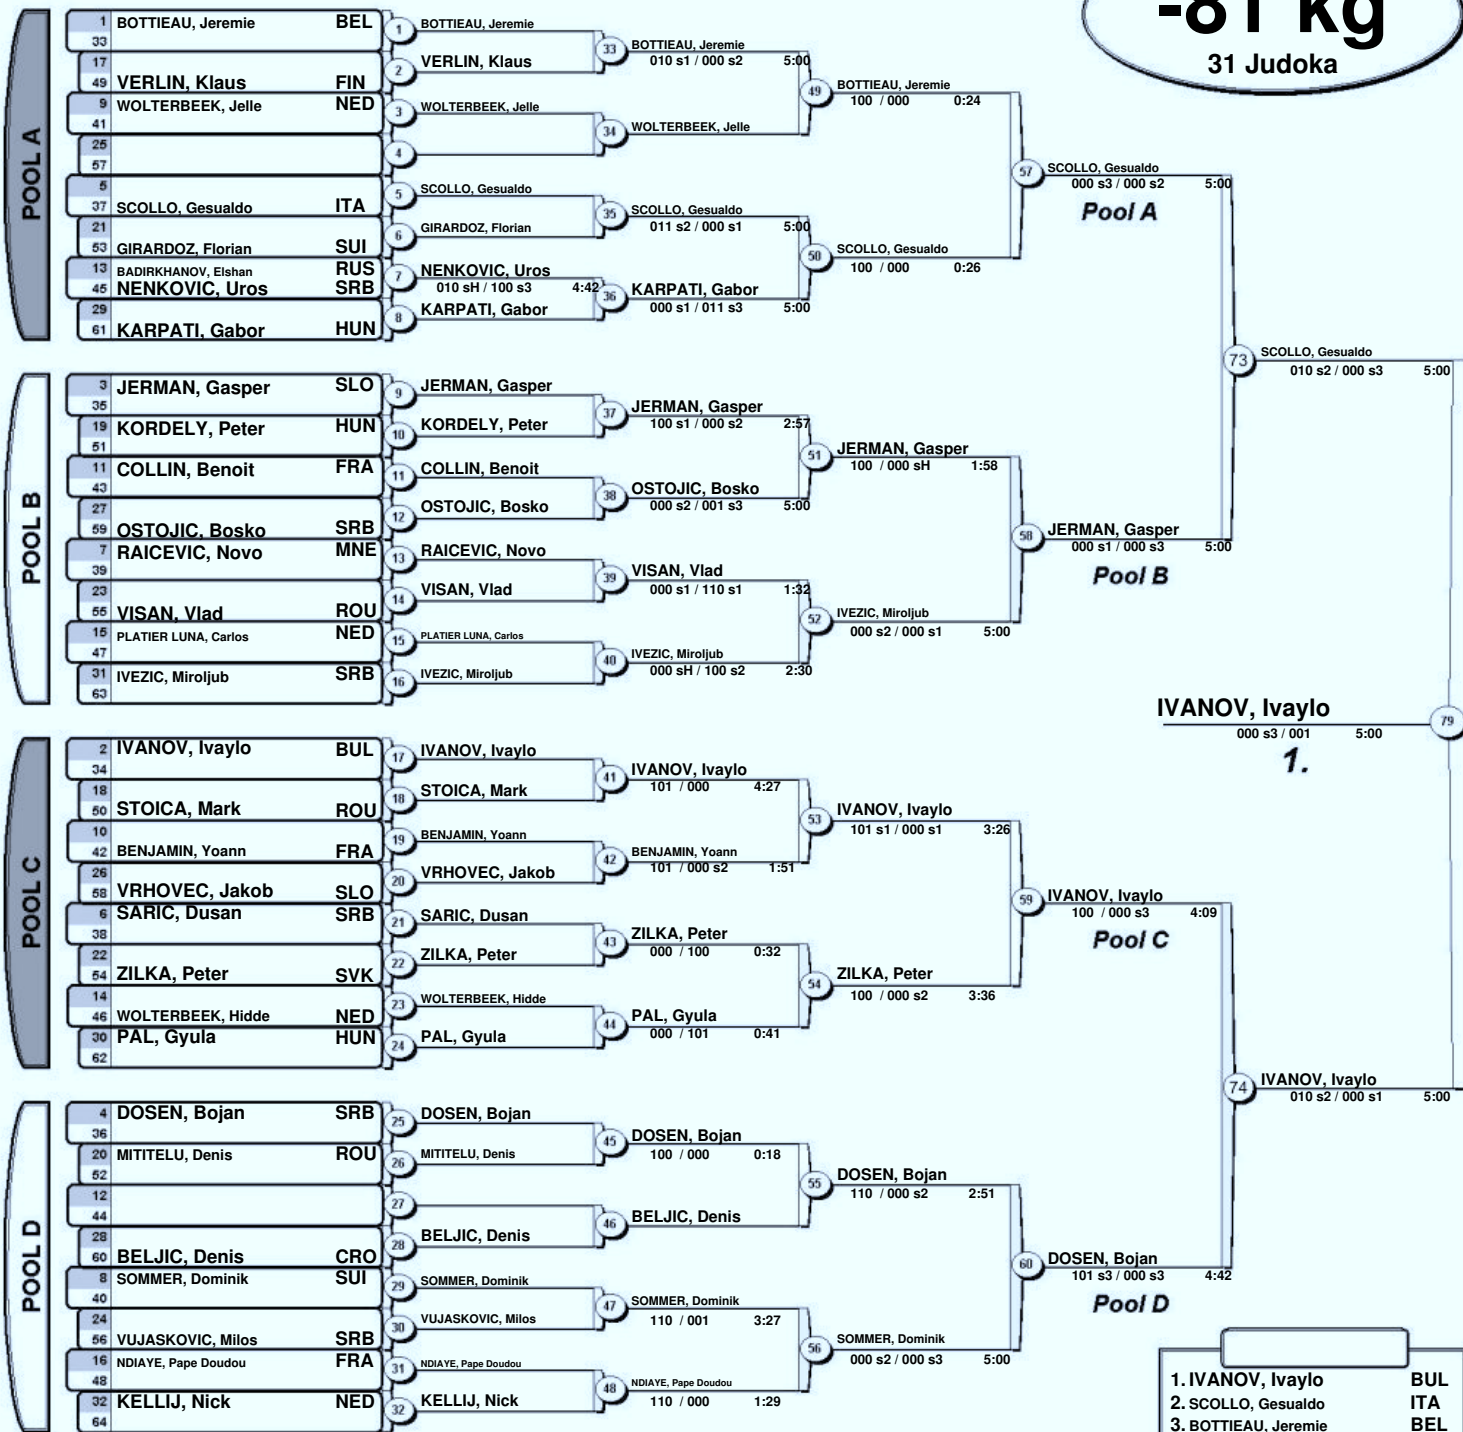 -81 kg
31 Judoka
POOL A
1 BOTTIEAU, Jeremie BEL
33
17
49 VERLIN, Klaus FIN
9 WOLTERBEEK, Jelle NED
41
25
57
5
37 SCOLLO, Gesualdo ITA
21
53 GIRARDOZ, Florian SUI
13 BADIRKHANOV, Elshan RUS
45 NENKOVIC, Uros SRB
29
61 KARPATI, Gabor HUN
1 BOTTIEAU, Jeremie
2 VERLIN, Klaus
3 WOLTERBEEK, Jelle
4
5 SCOLLO, Gesualdo
6 GIRARDOZ, Florian
7 NENKOVIC, Uros
010 sH / 100 s3 4:42
8 KARPATI, Gabor
33 BOTTIEAU, Jeremie
010 s1 / 000 s2 5:00
34 WOLTERBEEK, Jelle
35 SCOLLO, Gesualdo
011 s2 / 000 s1 5:00
36 KARPATI, Gabor
000 s1 / 011 s3 5:00
49 BOTTIEAU, Jeremie
100 / 000 0:24
50 SCOLLO, Gesualdo
100 / 000 0:26
57 SCOLLO, Gesualdo
000 s3 / 000 s2 5:00
Pool A
POOL B
3 JERMAN, Gasper SLO
35
19 KORDELY, Peter HUN
51
11 COLLIN, Benoit FRA
43
27
59 OSTOJIC, Bosko SRB
7 RAICEVIC, Novo MNE
39
23
55 VISAN, Vlad ROU
15 PLATIER LUNA, Carlos NED
47
31 IVEZIC, Miroljub SRB
63
9 JERMAN, Gasper
10 KORDELY, Peter
11 COLLIN, Benoit
12 OSTOJIC, Bosko
13 RAICEVIC, Novo
14 VISAN, Vlad
15 PLATIER LUNA, Carlos
16 IVEZIC, Miroljub
37 JERMAN, Gasper
100 s1 / 000 s2 2:57
38 OSTOJIC, Bosko
000 s2 / 001 s3 5:00
39 VISAN, Vlad
000 s1 / 110 s1 1:32
40 IVEZIC, Miroljub
000 sH / 100 s2 2:30
51 JERMAN, Gasper
100 / 000 sH 1:58
52 IVEZIC, Miroljub
000 s2 / 000 s1 5:00
58 JERMAN, Gasper
000 s1 / 000 s3 5:00
Pool B
73 SCOLLO, Gesualdo
010 s2 / 000 s3 5:00
IVANOV, Ivaylo 79
000 s3 / 001 5:00
1.
POOL C
2 IVANOV, Ivaylo BUL
34
18
50 STOICA, Mark ROU
10
42 BENJAMIN, Yoann FRA
26
58 VRHOVEC, Jakob SLO
6 SARIC, Dusan SRB
38
22
54 ZILKA, Peter SVK
14
46 WOLTERBEEK, Hidde NED
30 PAL, Gyula HUN
62
17 IVANOV, Ivaylo
18 STOICA, Mark
19 BENJAMIN, Yoann
20 VRHOVEC, Jakob
21 SARIC, Dusan
22 ZILKA, Peter
23 WOLTERBEEK, Hidde
24 PAL, Gyula
41 IVANOV, Ivaylo
101 / 000 4:27
42 BENJAMIN, Yoann
101 / 000 s2 1:51
43 ZILKA, Peter
000 / 100 0:32
44 PAL, Gyula
000 / 101 0:41
53 IVANOV, Ivaylo
101 s1 / 000 s1 3:26
54 ZILKA, Peter
100 / 000 s2 3:36
59 IVANOV, Ivaylo
100 / 000 s3 4:09
Pool C
POOL D
4 DOSEN, Bojan SRB
36
20 MITITELU, Denis ROU
52
12
44
28
60 BELJIC, Denis CRO
8 SOMMER, Dominik SUI
40
24
56 VUJASKOVIC, Milos SRB
16 NDIAYE, Pape Doudou FRA
48
32 KELLIJ, Nick NED
64
25 DOSEN, Bojan
26 MITITELU, Denis
27
28 BELJIC, Denis
29 SOMMER, Dominik
30 VUJASKOVIC, Milos
31 NDIAYE, Pape Doudou
32 KELLIJ, Nick
45 DOSEN, Bojan
100 / 000 0:18
46 BELJIC, Denis
47 SOMMER, Dominik
110 / 001 3:27
48 NDIAYE, Pape Doudou
110 / 000 1:29
55 DOSEN, Bojan
110 / 000 s2 2:51
56 SOMMER, Dominik
000 s2 / 000 s3 5:00
60 DOSEN, Bojan
101 s3 / 000 s3 4:42
Pool D
74 IVANOV, Ivaylo
010 s2 / 000 s1 5:00
1. IVANOV, Ivaylo BUL
2. SCOLLO, Gesualdo ITA
3. BOTTIEAU, Jeremie BEL